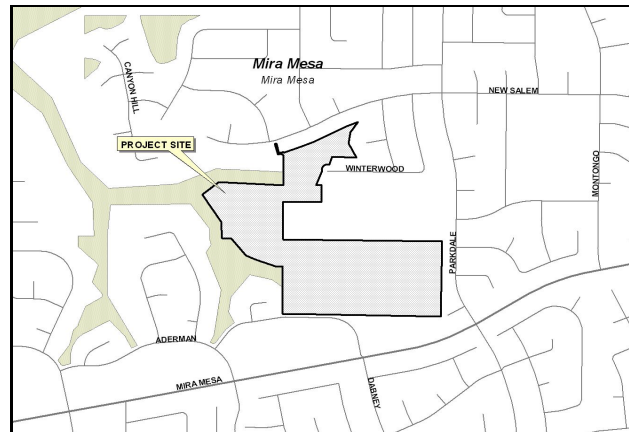 Mira Mesa
Mira Mesa
CANYON HILL
NEW SALEM
PROJECT SITE
WINTERWOOD
MONTONGO
PARKDALE
ADERMAN
MIRA MESA
DABNEY